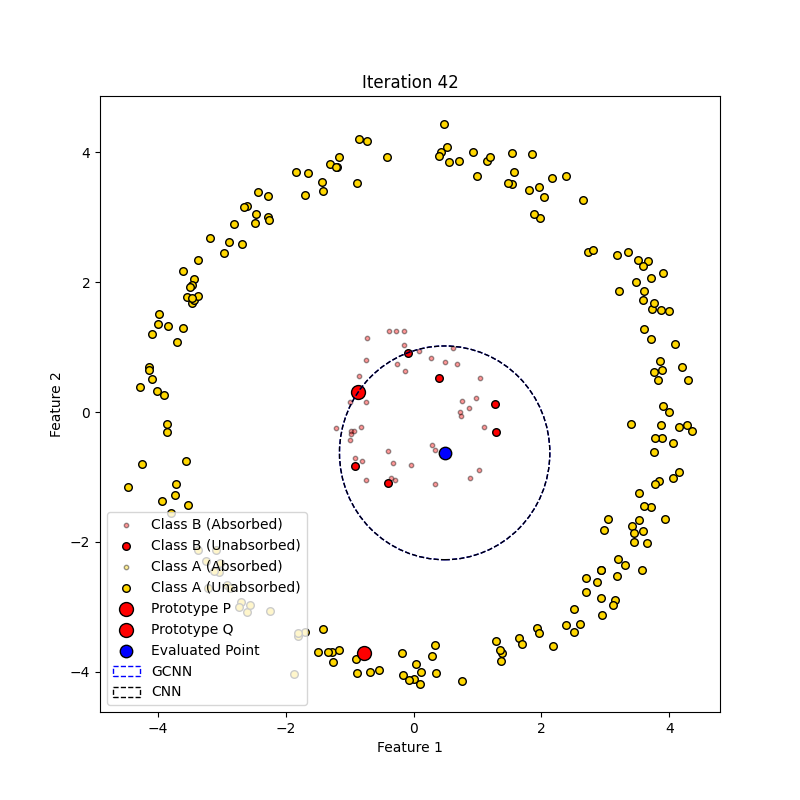 Iteration 42
Feature 2
4
2
0
−2
−4
Class B (Absorbed)
Class B (Unabsorbed)
Class A (Absorbed)
Class A (Unabsorbed)
Prototype P
Prototype Q
Evaluated Point
GCNN
CNN
−4 −2 0 2 4
Feature 1